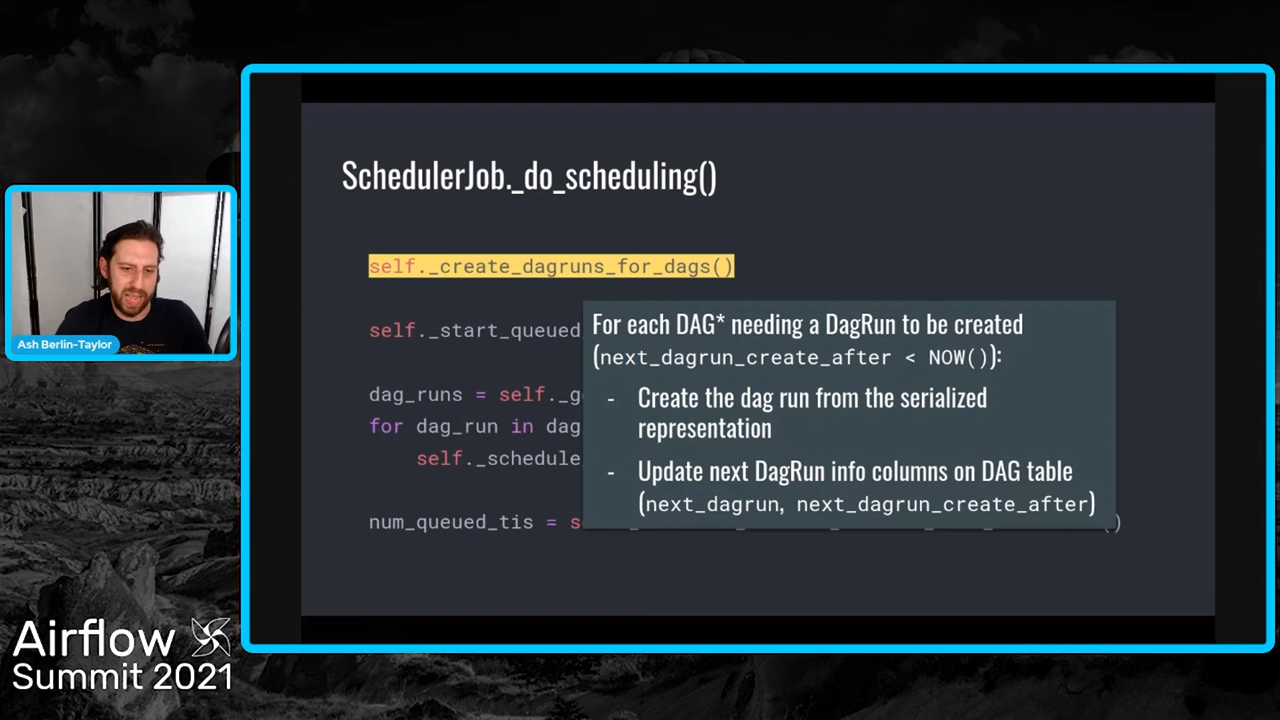 SchedulerJob._do_scheduling()
self._create_dagruns_for_dags()
self._start_queued
For each DAG* needing a DagRun to be created
(next_dagrun_create_after < NOW()):
dag_runs = self._g
- Create the dag run from the serialized
representation
for dag_run in dag
self._schedule
- Update next DagRun info columns on DAG table
(next_dagrun, next_dagrun_create_after)
num_queued_tis = s
)
Ash Berlin-Taylor
Airflow
Summit 2021